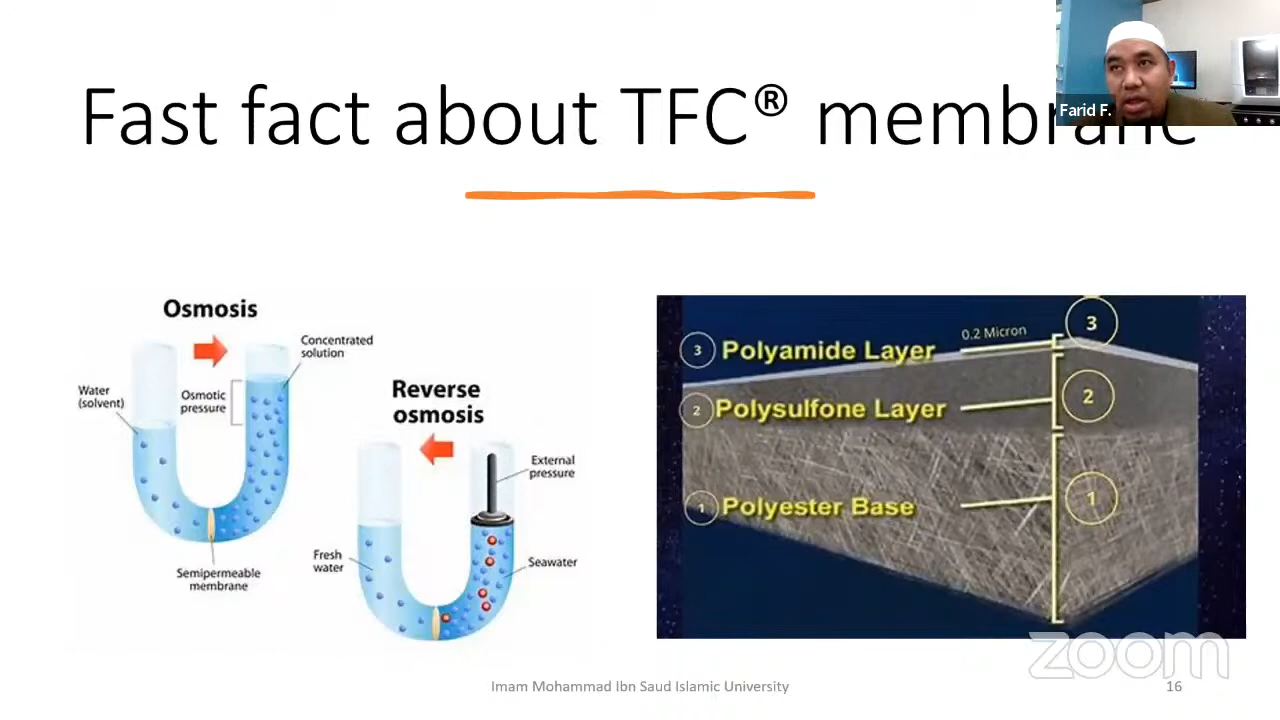 Fast fact about TFC® membrane
Farid F.
Osmosis
Concentrated
solution
Water
(solvent)
Osmotic
pressure
Semipermeable
membrane
Reverse
osmosis
External
pressure
Fresh
water
Seawater
3 Polyamide Layer 0.2 Micron 3
2 Polysulfone Layer 2
1 Polyester Base 1
zoom
Imam Mohammad Ibn Saud Islamic University 16